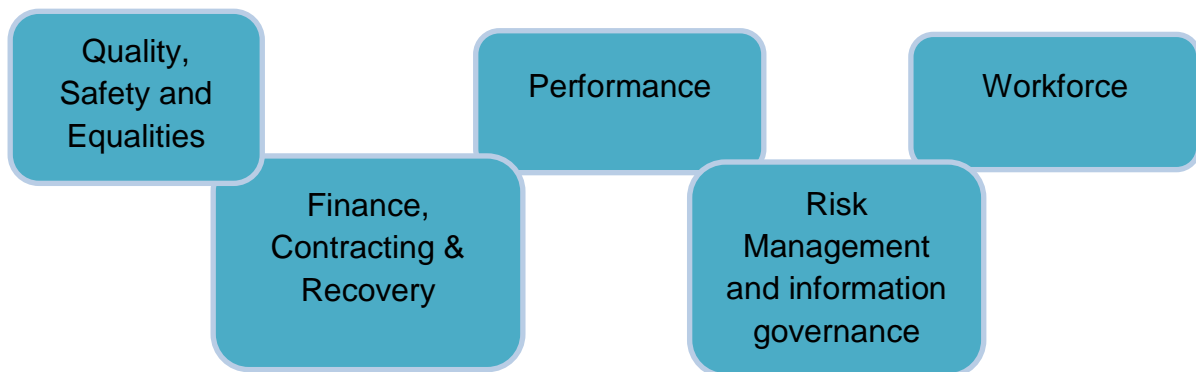 Quality,
Safety and
Equalities
Finance,
Contracting &
Recovery
Performance
Risk
Management
and information
governance
Workforce